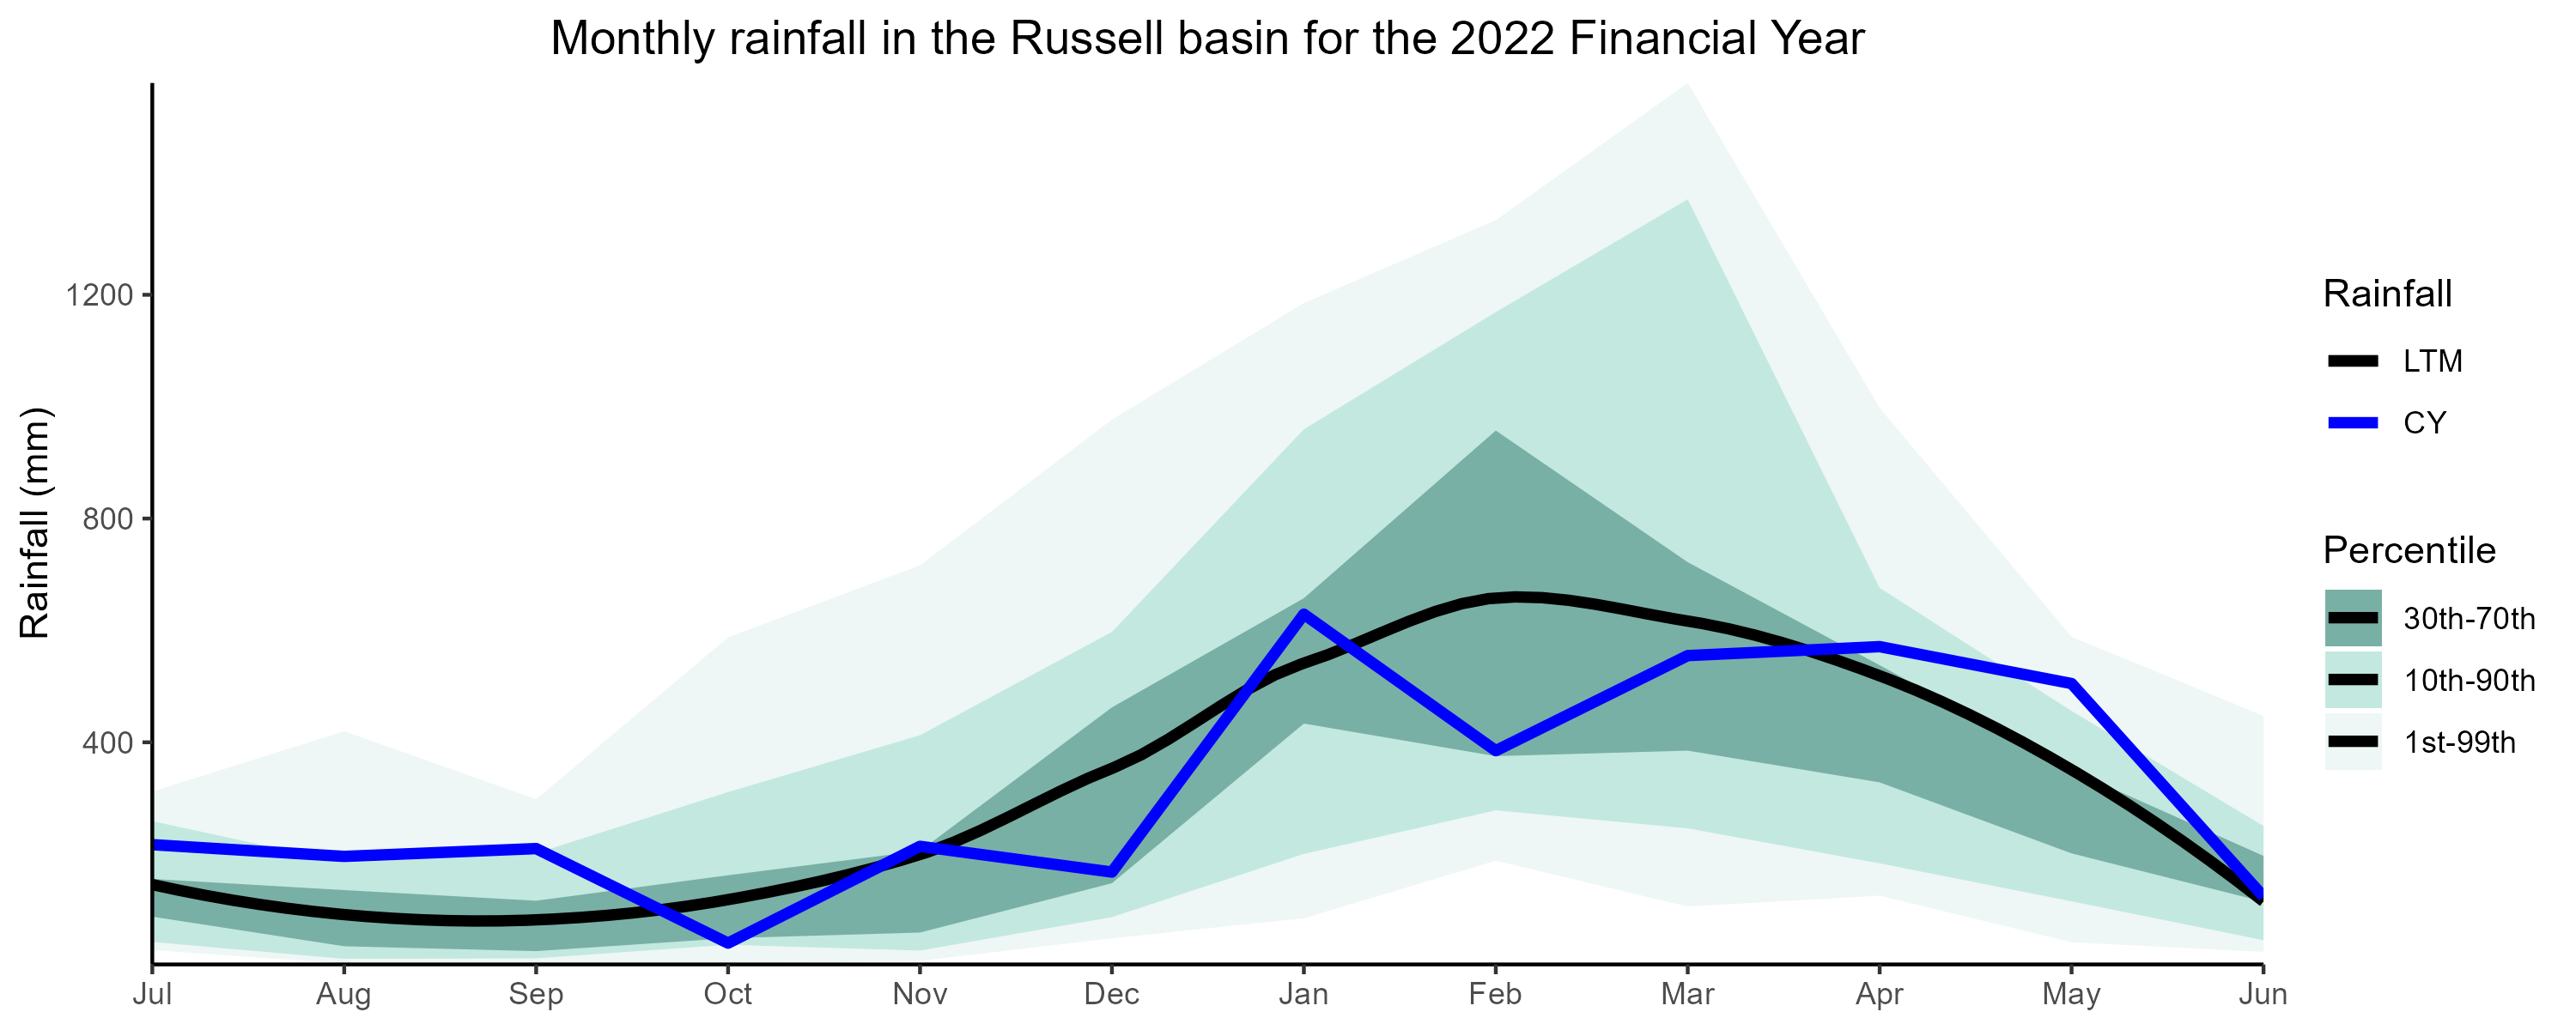 Monthly rainfall in the Russell basin for the 2022 Financial Year
Rainfall (mm)
1200
800
400
Jul Aug Sep Oct Nov Dec Jan Feb Mar Apr May Jun
Rainfall
LTM
CY
Percentile
30th-70th
10th-90th
1st-99th